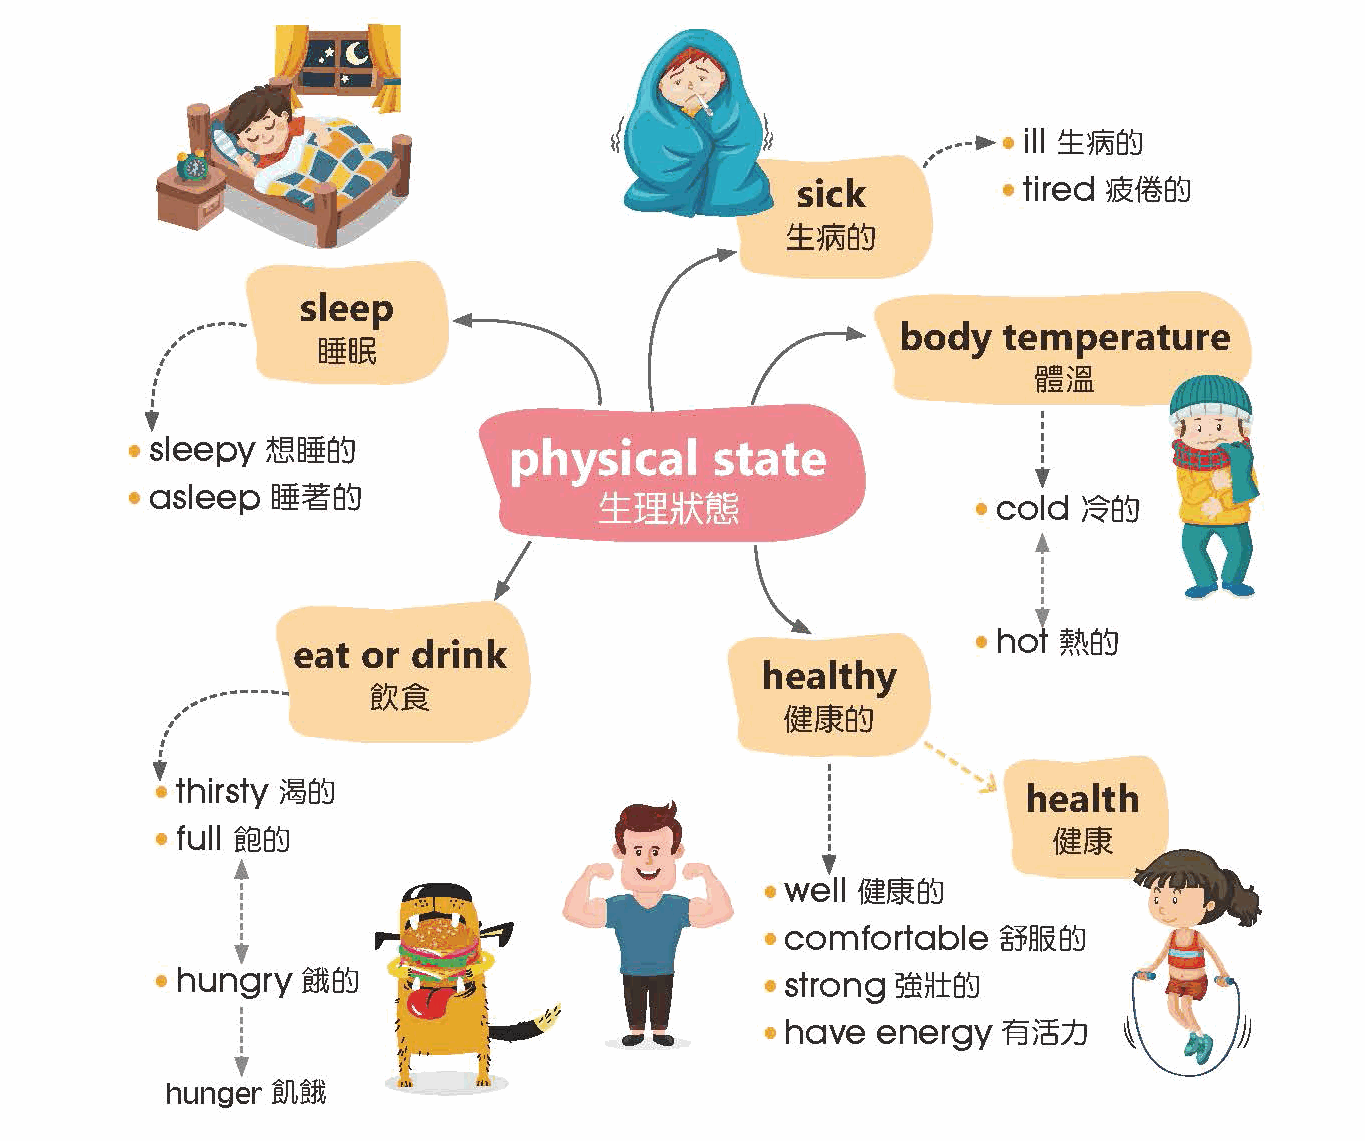 physical state
生理狀態
sleep
睡眠
sleepy 想睡的
asleep 睡著的
sick
生病的
ill 生病的
tired 疲倦的
body temperature
體溫
cold 冷的
hot 熱的
eat or drink
飲食
thirsty 渴的
full 飽的
hungry 餓的
hunger 飢餓
healthy
健康的
well 健康的
comfortable 舒服的
strong 強壯的
have energy 有活力
health
健康